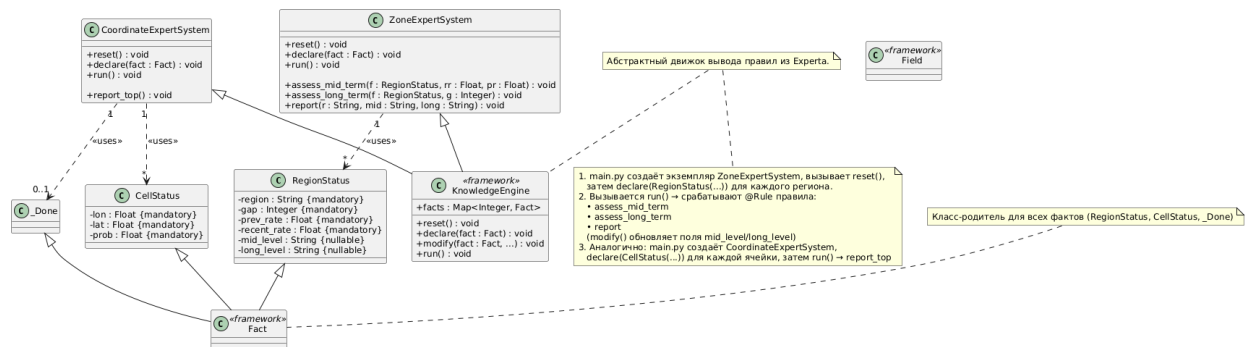 C CoordinateExpertSystem
+reset() : void
+declare(fact : Fact) : void
+run() : void
+report_top() : void
C ZoneExpertSystem
+reset() : void
+declare(fact : Fact) : void
+run() : void
+assess_mid_term(f : RegionStatus, rr : Float, pr : Float) : void
+assess_long_term(f : RegionStatus, g : Integer) : void
+report(r : String, mid : String, long : String) : void
Абстрактный движок вывода правил из Experta.
C «framework»
Field
1
1
«uses»
«uses»
0..1
*
1
«uses»
*
C _Done
C CellStatus
-lon : Float {mandatory}
-lat : Float {mandatory}
-prob : Float {mandatory}
C RegionStatus
-region : String {mandatory}
-gap : Integer {mandatory}
-prev_rate : Float {mandatory}
-recent_rate : Float {mandatory}
-mid_level : String {nullable}
-long_level : String {nullable}
C «framework»
KnowledgeEngine
+facts : Map<Integer, Fact>
+reset() : void
+declare(fact : Fact) : void
+modify(fact : Fact, ...) : void
+run() : void
1. main.py создаёт экземпляр ZoneExpertSystem, вызывает reset(),
затем declare(RegionStatus(...)) для каждого региона.
2. Вызывается run() → срабатывают @Rule правила:
• assess_mid_term
• assess_long_term
• report
(modify() обновляет поля mid_level/long_level)
3. Аналогично: main.py создаёт CoordinateExpertSystem,
declare(CellStatus(...)) для каждой ячейки, затем run() → report_top
Класс-родитель для всех фактов (RegionStatus, CellStatus, _Done)
C «framework»
Fact